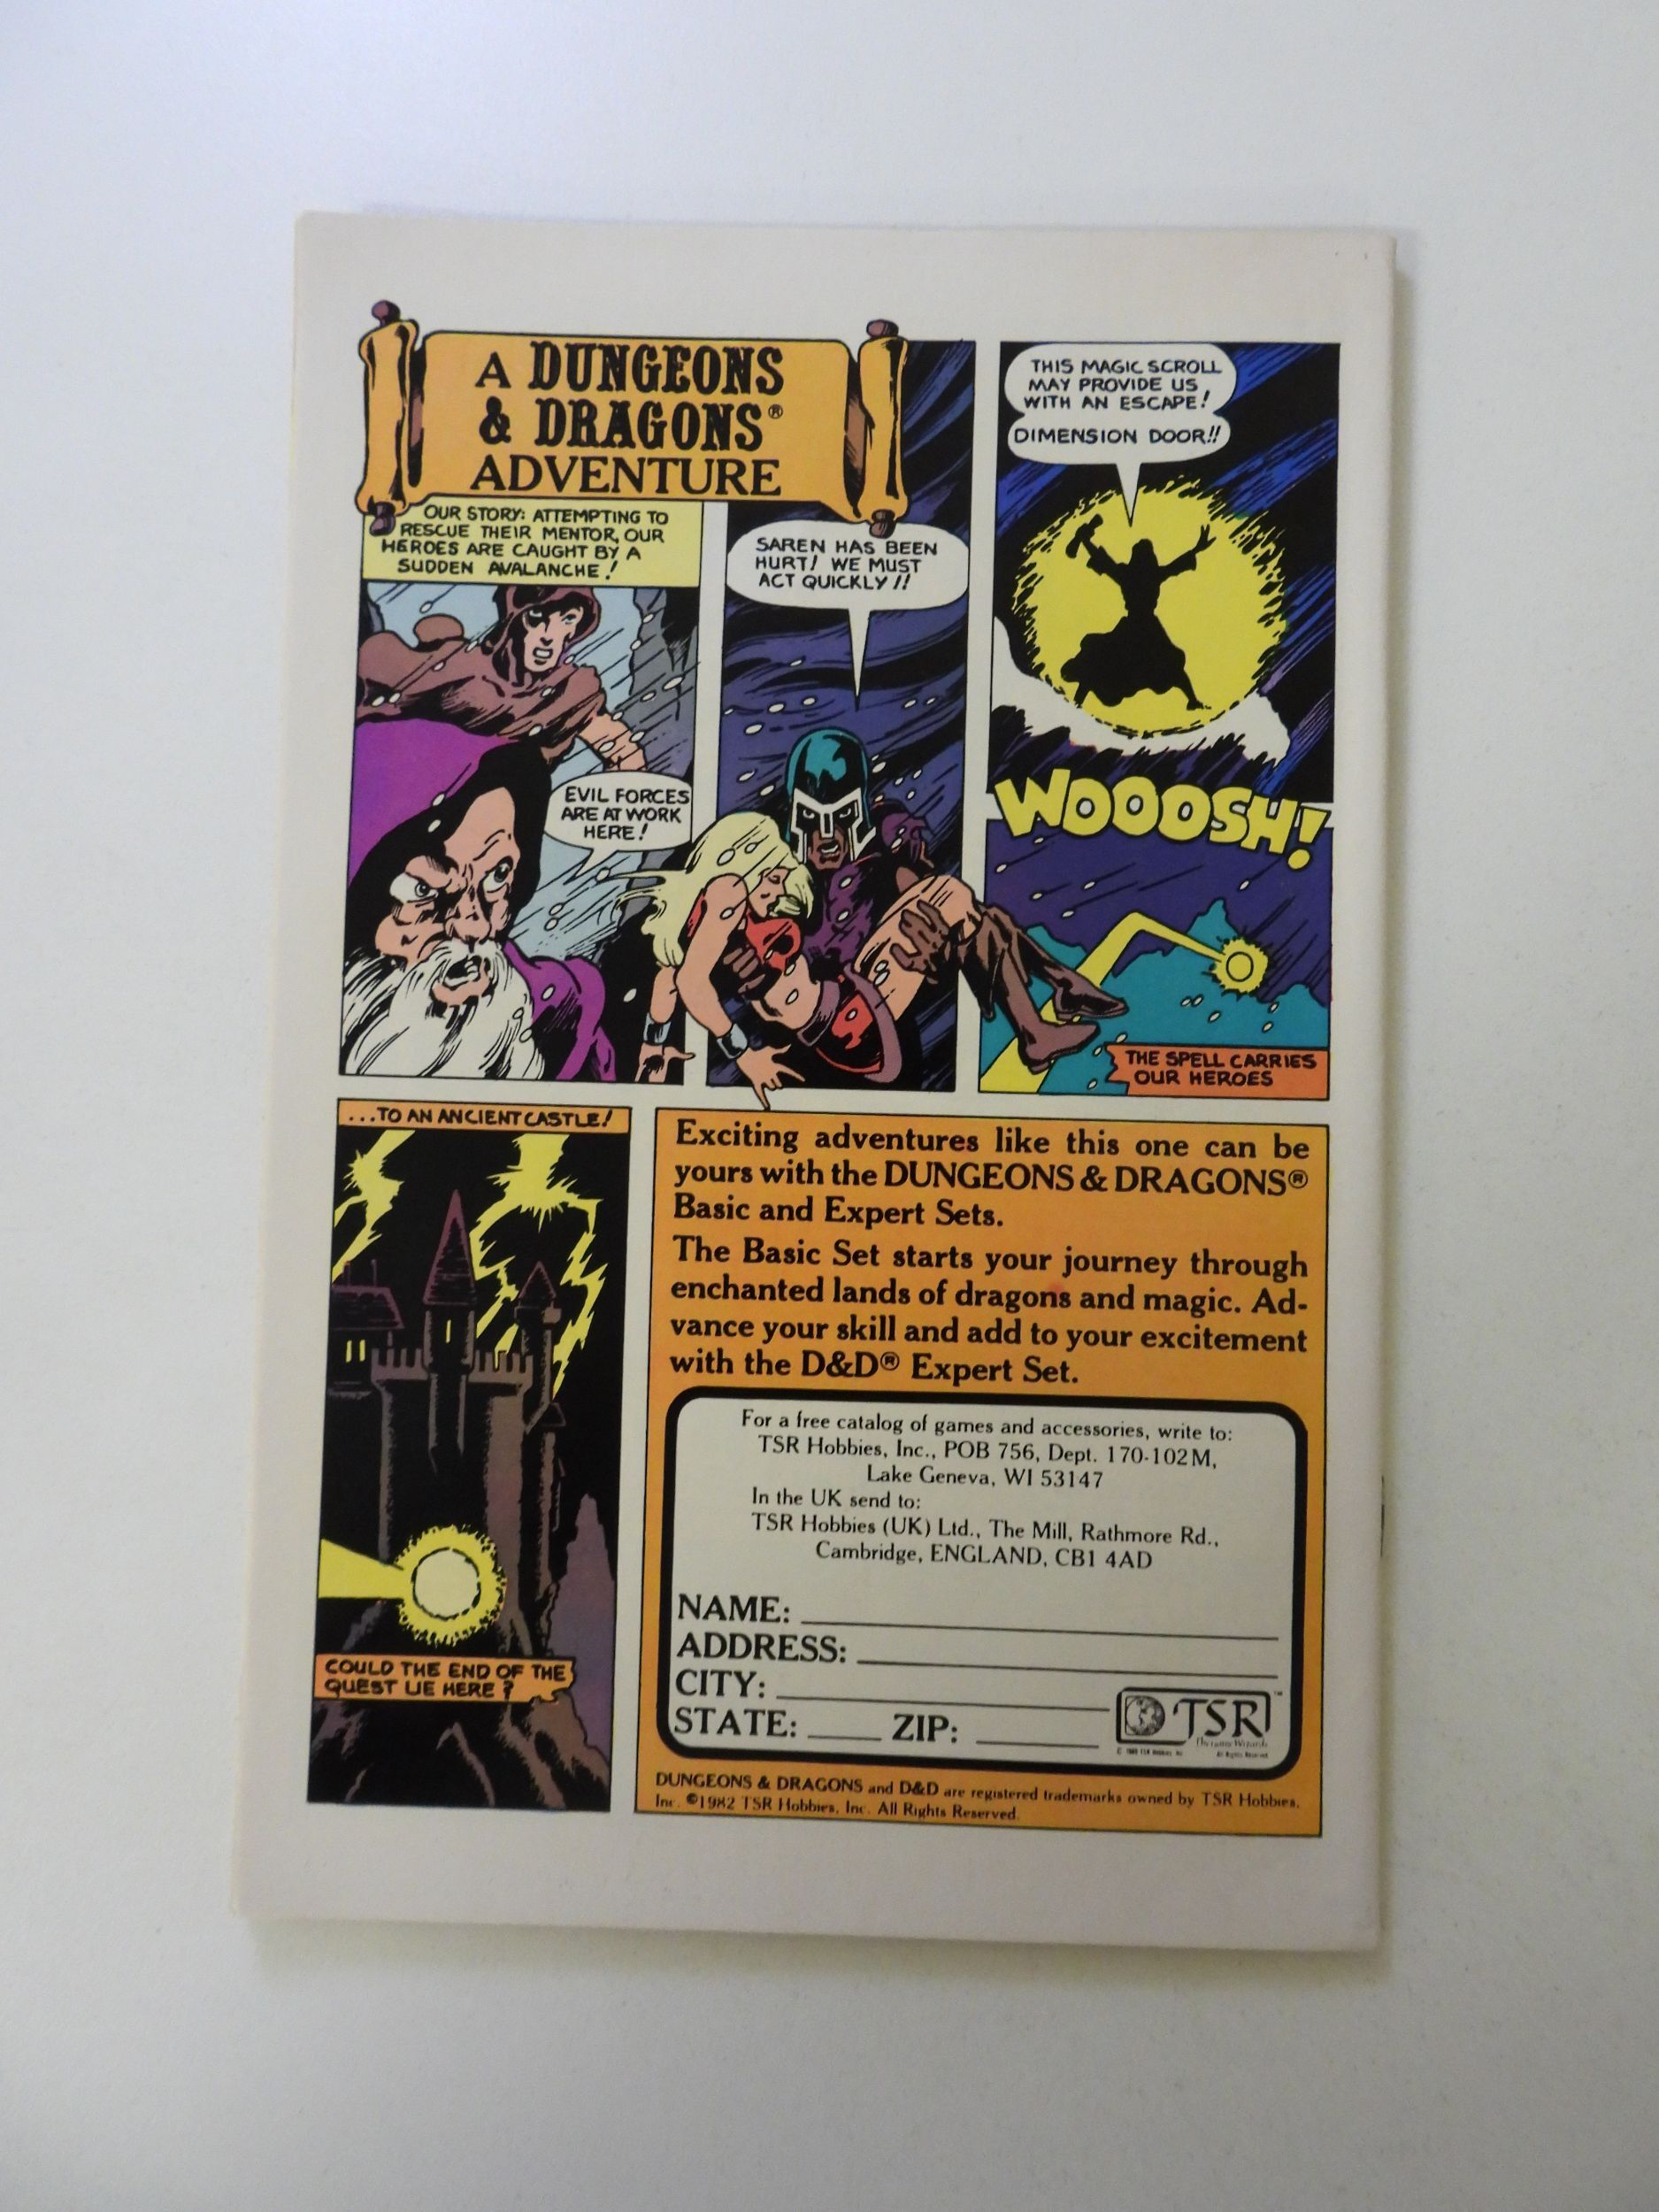 A DUNGEONS
& DRAGONS®
ADVENTURE
OUR STORY: ATTEMPTING TO
RESCUE THEIR MENTOR, OUR
HEROES ARE CAUGHT BY A
SUDDEN AVALANCHE!
EVIL FORCES
ARE AT WORK
HERE!
SAREN HAS BEEN
HURT! WE MUST
ACT QUICKLY!!
THIS MAGIC SCROLL
MAY PROVIDE US
WITH AN ESCAPE!
DIMENSION DOOR!!
WOOOSH!
THE SPELL CARRIES
OUR HEROES
...TO AN ANCIENT CASTLE!
COULD THE END OF THE
QUEST LIE HERE?
Exciting adventures like this one can be
yours with the DUNGEONS & DRAGONS®
Basic and Expert Sets.
The Basic Set starts your journey through
enchanted lands of dragons and magic. Ad-
vance your skill and add to your excitement
with the D&D® Expert Set.
For a free catalog of games and accessories, write to:
TSR Hobbies, Inc., POB 756, Dept. 170-102M,
Lake Geneva, WI 53147
In the UK send to:
TSR Hobbies (UK) Ltd., The Mill, Rathmore Rd.,
Cambridge, ENGLAND, CB1 4AD
NAME:
ADDRESS:
CITY:
STATE: ZIP:
TSR™
All Rights Reserved
DUNGEONS & DRAGONS and D&D are registered trademarks owned by TSR Hobbies,
Inc. ©1982 TSR Hobbies, Inc. All Rights Reserved.